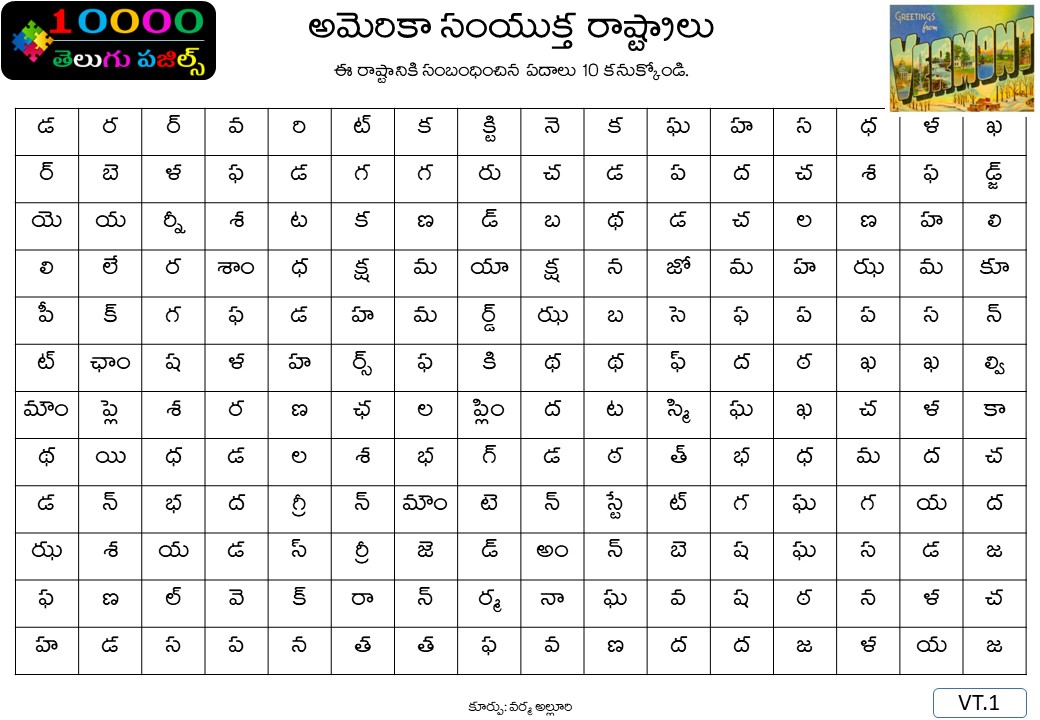 10000
తెలుగు పజిల్స్
అమెరికా సంయుక్త రాష్ట్రాలు
ఈ రాష్ట్రానికి సంబంధించిన పదాలు 10 కనుక్కోండి.
GREETINGS from
VERMONT
డ ర ర్ వ రి ట్ క క్టి నె క ఘ హ స ధ ళ ఖ
ర్ బె ళ ఫ డ గ గ రు చ డ ప ద చ శ ఫ డ్జ్
యె య ర్నీ శ ట క ణ డ్ బ థ డ చ ల ణ హ లి
లి లే ర శాం ధ క్ష మ యా క్ష న జో మ హ ఝ మ కూ
పీ క్ గ ఫ డ హ మ ర్డ్ ఝ బ సె ఫ ప ప స న్
ట్ ఛాం ష ళ హ ర్స్ ఫ కి థ థ ఫ్ ద ఠ ఖ ఖ ల్వి
మౌం ప్లె శ ర ణ ఛ ల ప్లిం ద ట స్మి ఘ ఖ చ ళ కా
థ యి ధ డ ల శ భ గ్ డ ఠ త్ భ ధ మ ద చ
డ న్ భ ద గ్రీ న్ మౌం టె న్ స్టే ట్ గ ఘ గ య ద
ఝ శ య డ స్ ర్రీ జె డ్ అం న్ బె ష ఘ స డ జ
ఫ ణ ల్ వె క్ రా న్ ర్మ నా ఘ వ ష ఠ న ళ చ
హ డ స ప న త త ఫ వ ణ ద ద జ ళ య జ
కూర్పు: వర్మ అల్లూరి
VT.1